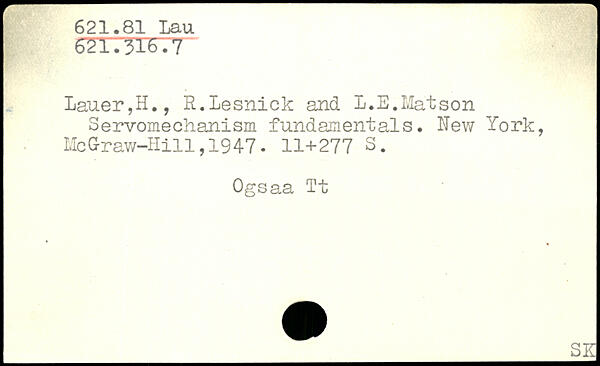 621.81 Lau
621.316.7
Lauer,H., R.Lesnick and L.E.Matson
Servomechanism fundamentals. New York,
McGraw-Hill,1947. 11+277 S.
Ogsaa Tt
SK